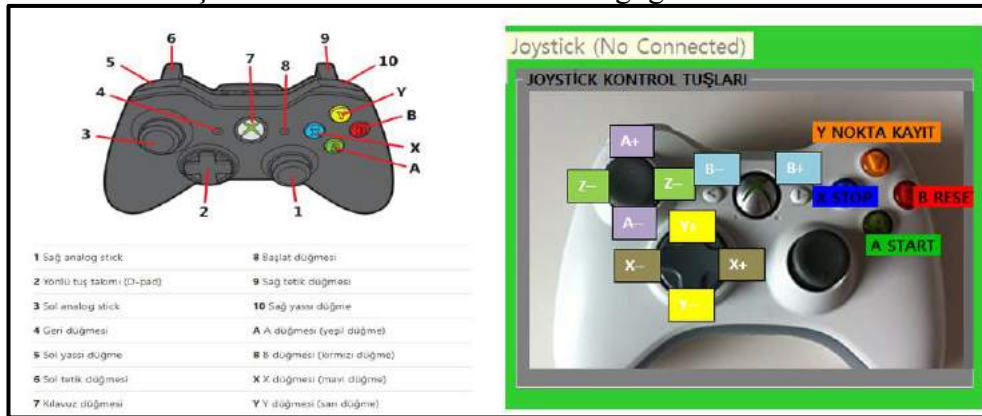 6
9
5
7
8
10
4
Y
B
3
X
A
2
1
1 Sağ analog stick
8 Başlat düğmesi
2 Yönlü tuş takımı (D-pad)
9 Sağ tetik düğmesi
3 Sol analog stick
10 Sağ yassı düğme
4 Geri düğmesi
A A düğmesi (yeşil düğme)
5 Sol yassı düğme
B B düğmesi (kırmızı düğme)
6 Sol tetik düğmesi
X X düğmesi (mavi düğme)
7 Kılavuz düğmesi
Y Y düğmesi (sarı düğme)
Joystick (No Connected)
JOYSTİCK KONTROL TUŞLARI
Y NOKTA KAYIT
A+
B-- B+
Z-- Z--
X STOP
B RESE
A--
Y+
A START
X-- X+
Y--